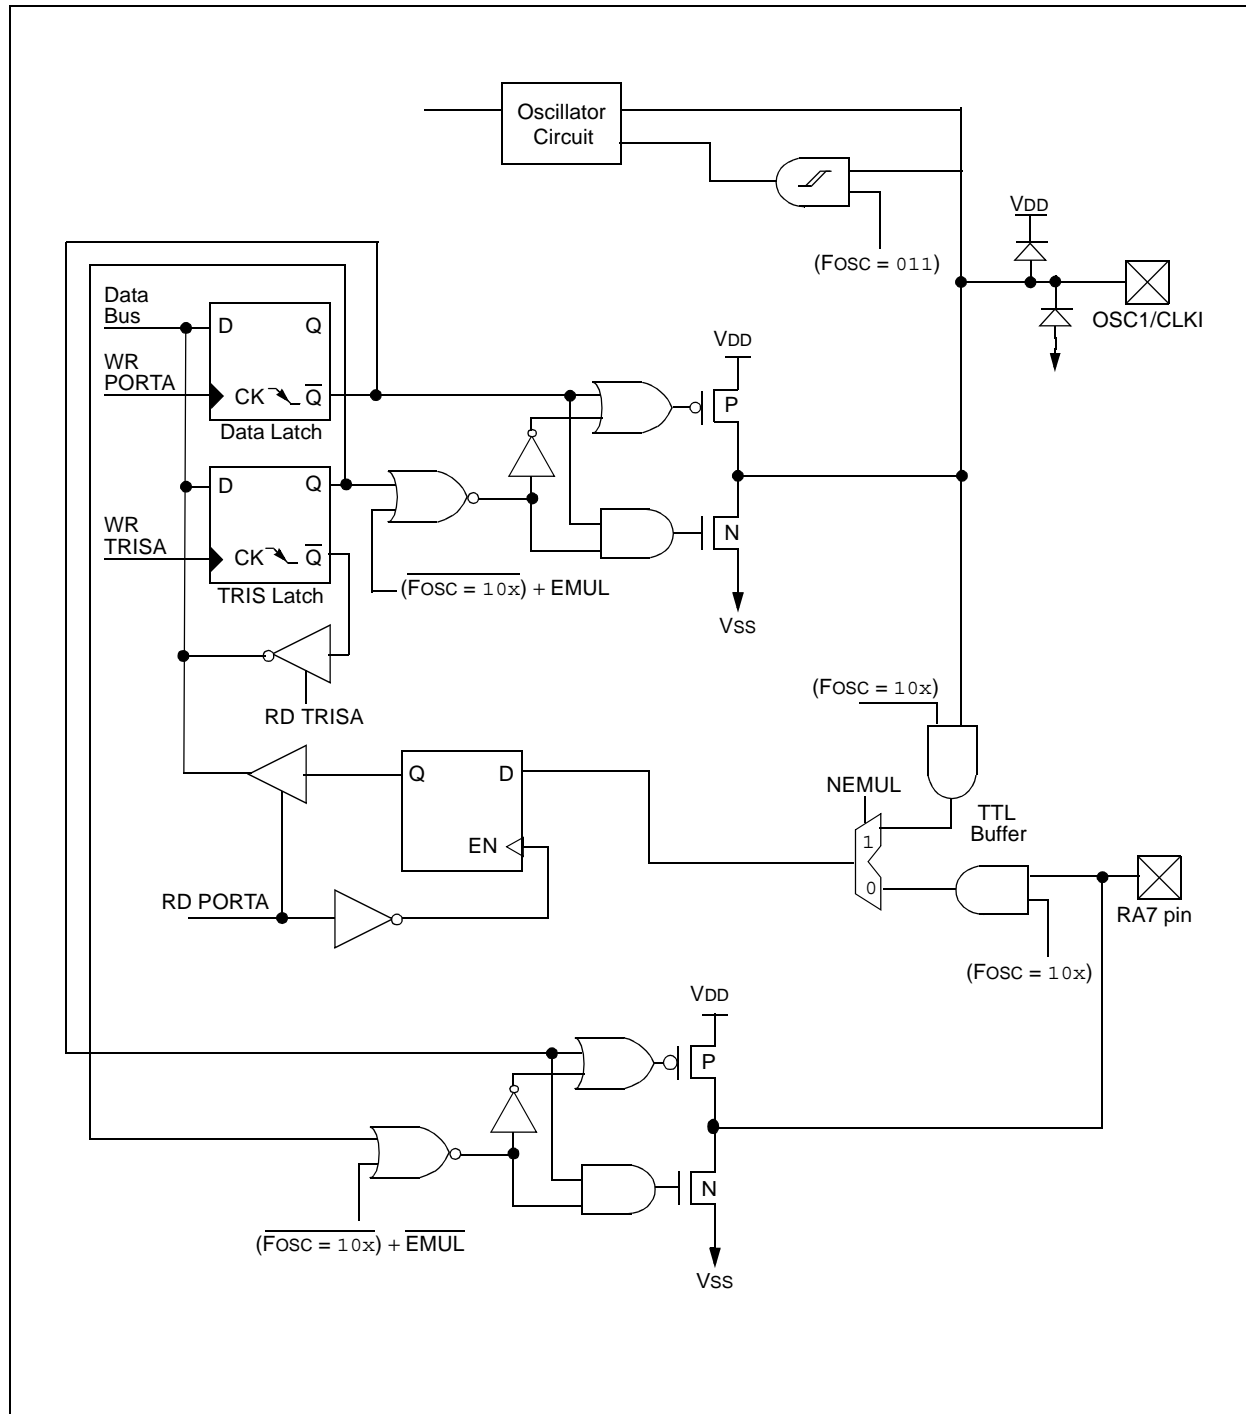 Oscillator
Circuit
(FOSC = 011)
VDD
OSC1/CLKI
Data
Bus
D Q
WR
PORTA
CK Q
Data Latch
VDD
P
D Q
WR
TRISA
CK Q
TRIS Latch
N
(FOSC = 10x) + EMUL
VSS
RD TRISA
(FOSC = 10x)
Q D
NEMUL
TTL
Buffer
1
EN
0
RD PORTA
RA7 pin
(FOSC = 10x)
VDD
P
N
(FOSC = 10x) + EMUL
VSS